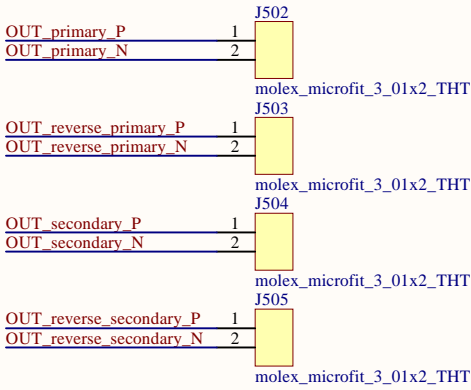 J502
OUT_primary_P 1
OUT_primary_N 2
molex_microfit_3_01x2_THT
J503
OUT_reverse_primary_P 1
OUT_reverse_primary_N 2
molex_microfit_3_01x2_THT
J504
OUT_secondary_P 1
OUT_secondary_N 2
molex_microfit_3_01x2_THT
J505
OUT_reverse_secondary_P 1
OUT_reverse_secondary_N 2
molex_microfit_3_01x2_THT